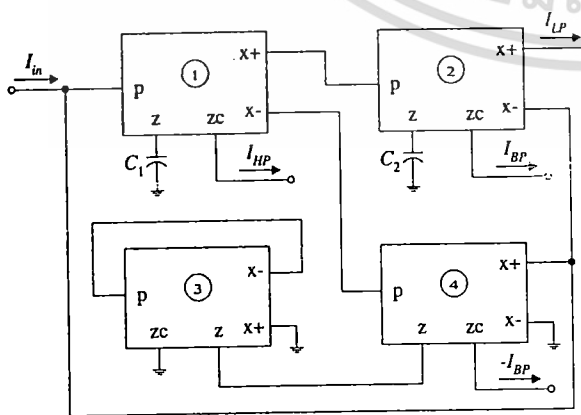 I_LP
I_in
p
①
x+
x-
z
zc
C_1
I_HP
p
②
x+
x-
z
zc
C_2
I_BP
p
③
x-
x+
zc
z
p
④
x+
x-
z
zc
-I_BP